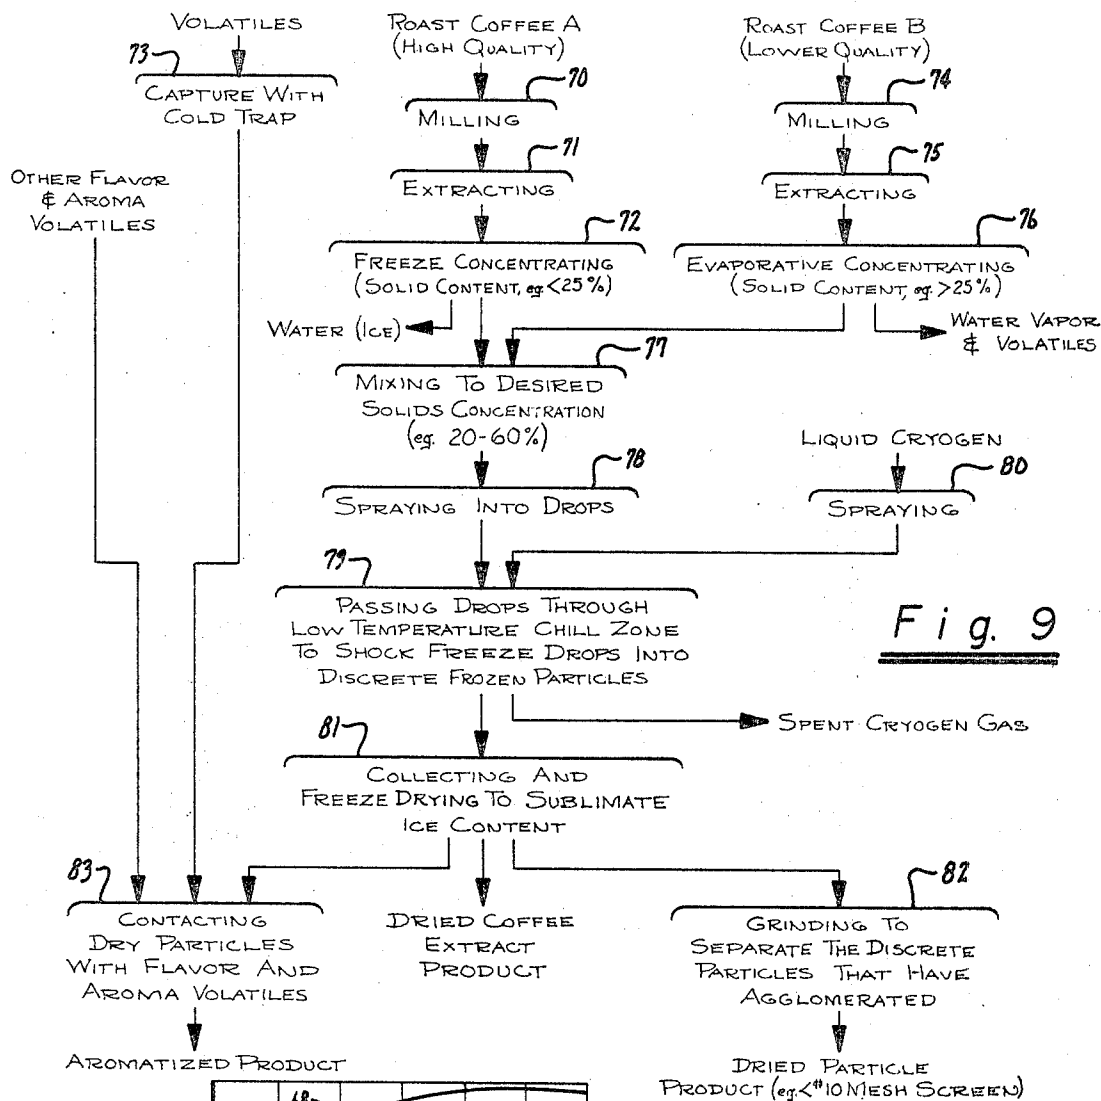 VOLATILES
73
CAPTURE WITH
COLD TRAP
OTHER FLAVOR
& AROMA
VOLATILES
ROAST COFFEE A
(HIGH QUALITY)
70
MILLING
71
EXTRACTING
72
FREEZE CONCENTRATING
(SOLID CONTENT, eg. <25%)
WATER (ICE)
ROAST COFFEE B
(LOWER QUALITY)
74
MILLING
75
EXTRACTING
76
EVAPORATIVE CONCENTRATING
(SOLID CONTENT, eg. >25%)
WATER VAPOR
& VOLATILES
77
MIXING TO DESIRED
SOLIDS CONCENTRATION
(eg. 20-60%)
78
SPRAYING INTO DROPS
LIQUID CRYOGEN
80
SPRAYING
79
PASSING DROPS THROUGH
LOW TEMPERATURE CHILL ZONE
TO SHOCK FREEZE DROPS INTO
DISCRETE FROZEN PARTICLES
Fig. 9
SPENT CRYOGEN GAS
81
COLLECTING AND
FREEZE DRYING TO SUBLIMATE
ICE CONTENT
83
CONTACTING
DRY PARTICLES
WITH FLAVOR AND
AROMA VOLATILES
AROMATIZED PRODUCT
DRIED COFFEE
EXTRACT
PRODUCT
82
GRINDING TO
SEPARATE THE DISCRETE
PARTICLES THAT HAVE
AGGLOMERATED
DRIED PARTICLE
PRODUCT (eg. <#10 MESH SCREEN)
68